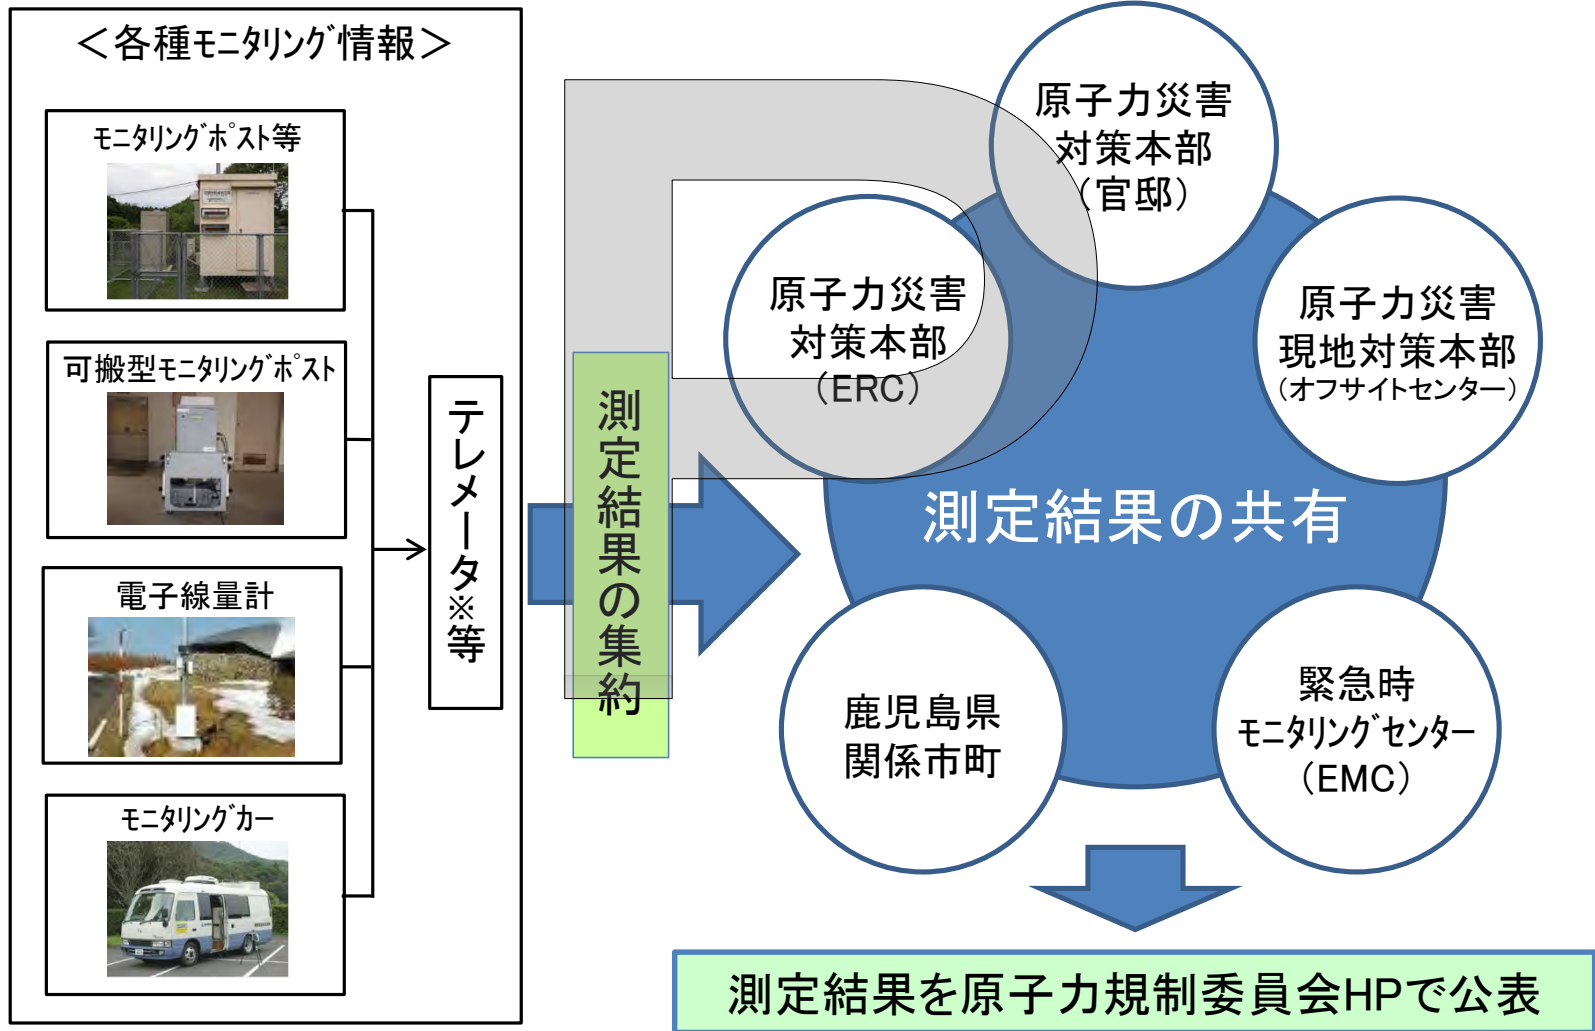 ＜各種ﾓﾆﾀﾘﾝｸﾞ情報＞
ﾓﾆﾀﾘﾝｸﾞﾎﾟｽﾄ等
可搬型ﾓﾆﾀﾘﾝｸﾞﾎﾟｽﾄ
電子線量計
ﾓﾆﾀﾘﾝｸﾞｶｰ
テレメータ※等
測定結果の集約
原子力災害
対策本部
（官邸）
原子力災害
対策本部
（ERC）
原子力災害
現地対策本部
（オフサイトセンター）
測定結果の共有
鹿児島県
関係市町
緊急時
ﾓﾆﾀﾘﾝｸﾞｾﾝﾀｰ
（EMC）
測定結果を原子力規制委員会HPで公表